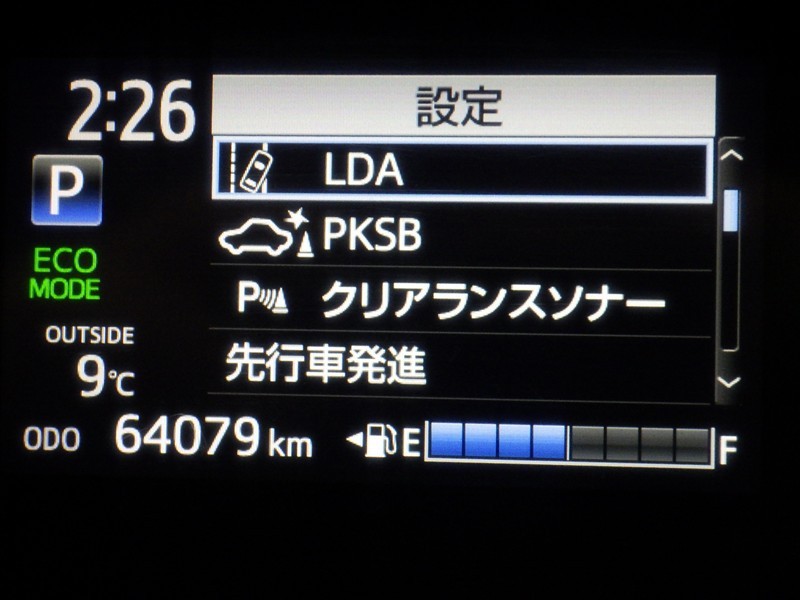 2:26
設定
P
LDA
PKSB
ECO
MODE
P クリアランスソナー
OUTSIDE
9℃
先行車発進
ODO 64079 km
E F